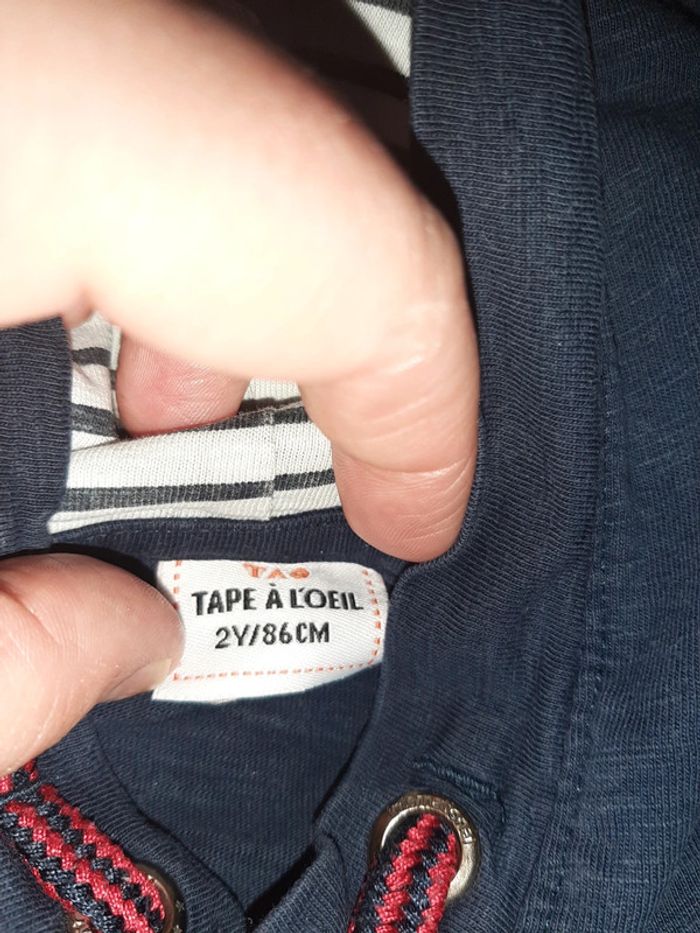 TAO
TAPE À L'OEIL
2Y/86CM